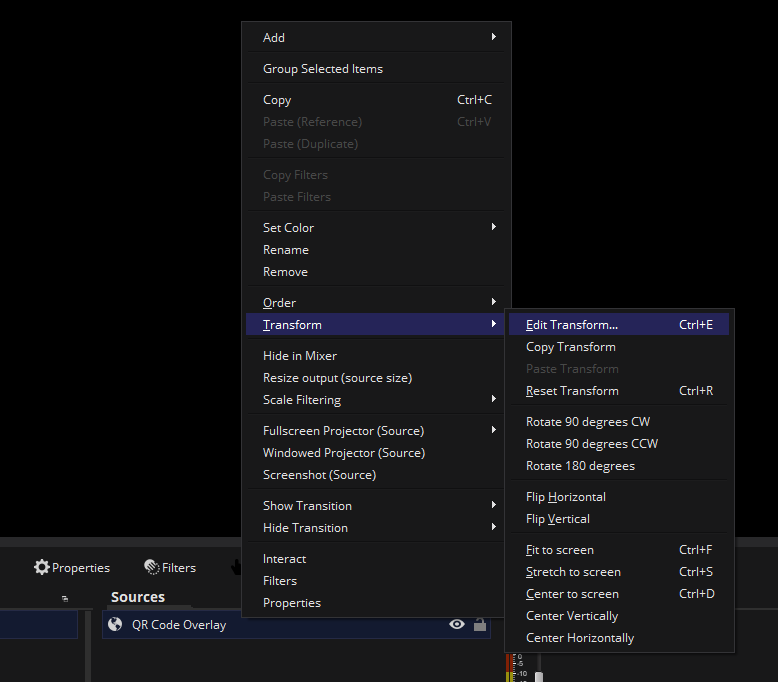 Add
Group Selected Items
Copy Ctrl+C
Paste (Reference) Ctrl+V
Paste (Duplicate)
Copy Filters
Paste Filters
Set Color
Rename
Remove
Order
Transform
Hide in Mixer
Resize output (source size)
Scale Filtering
Fullscreen Projector (Source)
Windowed Projector (Source)
Screenshot (Source)
Show Transition
Hide Transition
Interact
Filters
Properties
Edit Transform... Ctrl+E
Copy Transform
Paste Transform
Reset Transform Ctrl+R
Rotate 90 degrees CW
Rotate 90 degrees CCW
Rotate 180 degrees
Flip Horizontal
Flip Vertical
Fit to screen Ctrl+F
Stretch to screen Ctrl+S
Center to screen Ctrl+D
Center Vertically
Center Horizontally
Properties Filters
Sources
QR Code Overlay
0
-5
-10